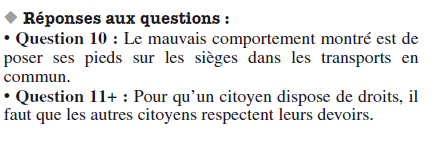 ◆ Réponses aux questions :
• Question 10 : Le mauvais comportement montré est de
poser ses pieds sur les sièges dans les transports en
commun.
• Question 11+ : Pour qu'un citoyen dispose de droits, il
faut que les autres citoyens respectent leurs devoirs.